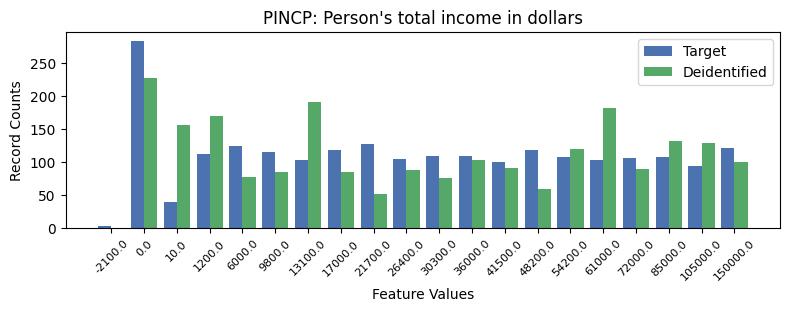 PINCP: Person's total income in dollars
Target
Deidentified
Record Counts
250
200
150
100
50
0
-2100.0 0.0 10.0 1200.0 6000.0 9800.0 13100.0 17000.0 21700.0 26400.0 30300.0 36000.0 41500.0 48200.0 54200.0 61000.0 72000.0 85000.0 105000.0 150000.0
Feature Values